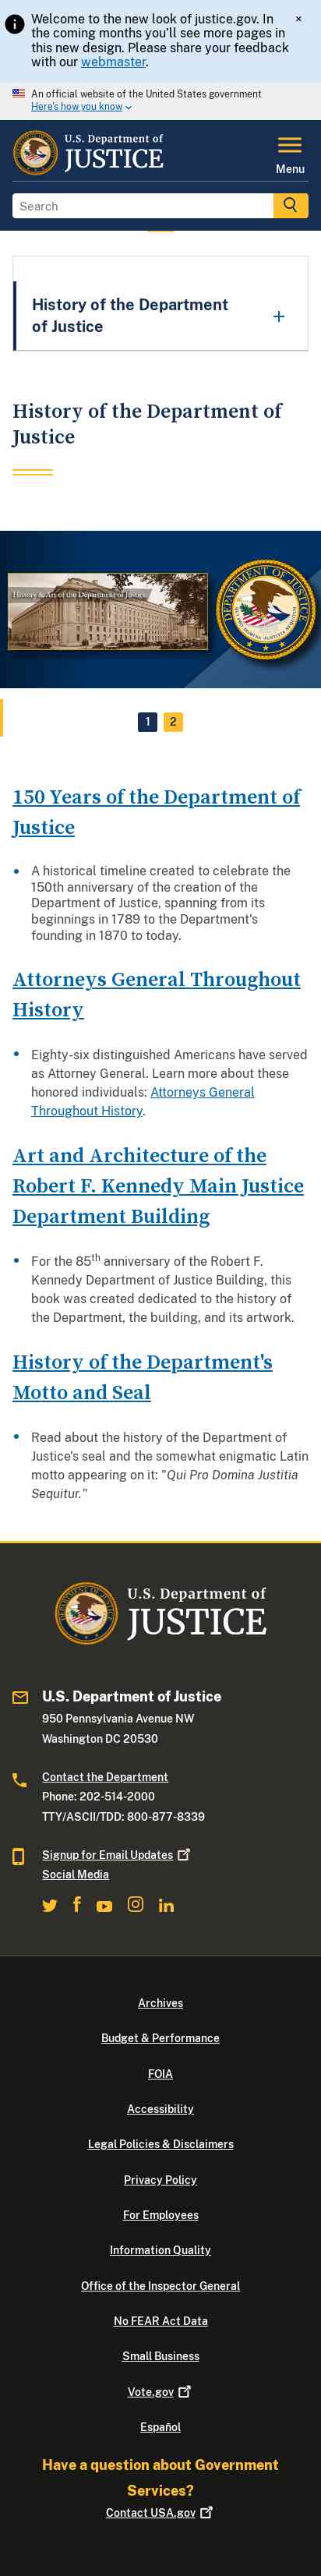 Welcome to the new look of justice.gov. In
the coming months you'll see more pages in
this new design. Please share your feedback
with our webmaster.
×
An official website of the United States government
Here's how you know
U.S. Department of
JUSTICE
Menu
Search
History of the Department
of Justice
+
History of the Department of
Justice
History & Art of the Department of Justice
1 2
150 Years of the Department of
Justice
• A historical timeline created to celebrate the
150th anniversary of the creation of the
Department of Justice, spanning from its
beginnings in 1789 to the Department's
founding in 1870 to today.
Attorneys General Throughout
History
• Eighty-six distinguished Americans have served
as Attorney General. Learn more about these
honored individuals: Attorneys General
Throughout History.
Art and Architecture of the
Robert F. Kennedy Main Justice
Department Building
• For the 85th anniversary of the Robert F.
Kennedy Department of Justice Building, this
book was created dedicated to the history of
the Department, the building, and its artwork.
History of the Department's
Motto and Seal
• Read about the history of the Department of
Justice's seal and the somewhat enigmatic Latin
motto appearing on it: "Qui Pro Domina Justitia
Sequitur."
U.S. Department of
JUSTICE
U.S. Department of Justice
950 Pennsylvania Avenue NW
Washington DC 20530
Contact the Department
Phone: 202-514-2000
TTY/ASCII/TDD: 800-877-8339
Signup for Email Updates
Social Media
Archives
Budget & Performance
FOIA
Accessibility
Legal Policies & Disclaimers
Privacy Policy
For Employees
Information Quality
Office of the Inspector General
No FEAR Act Data
Small Business
Vote.gov
Español
Have a question about Government
Services?
Contact USA.gov